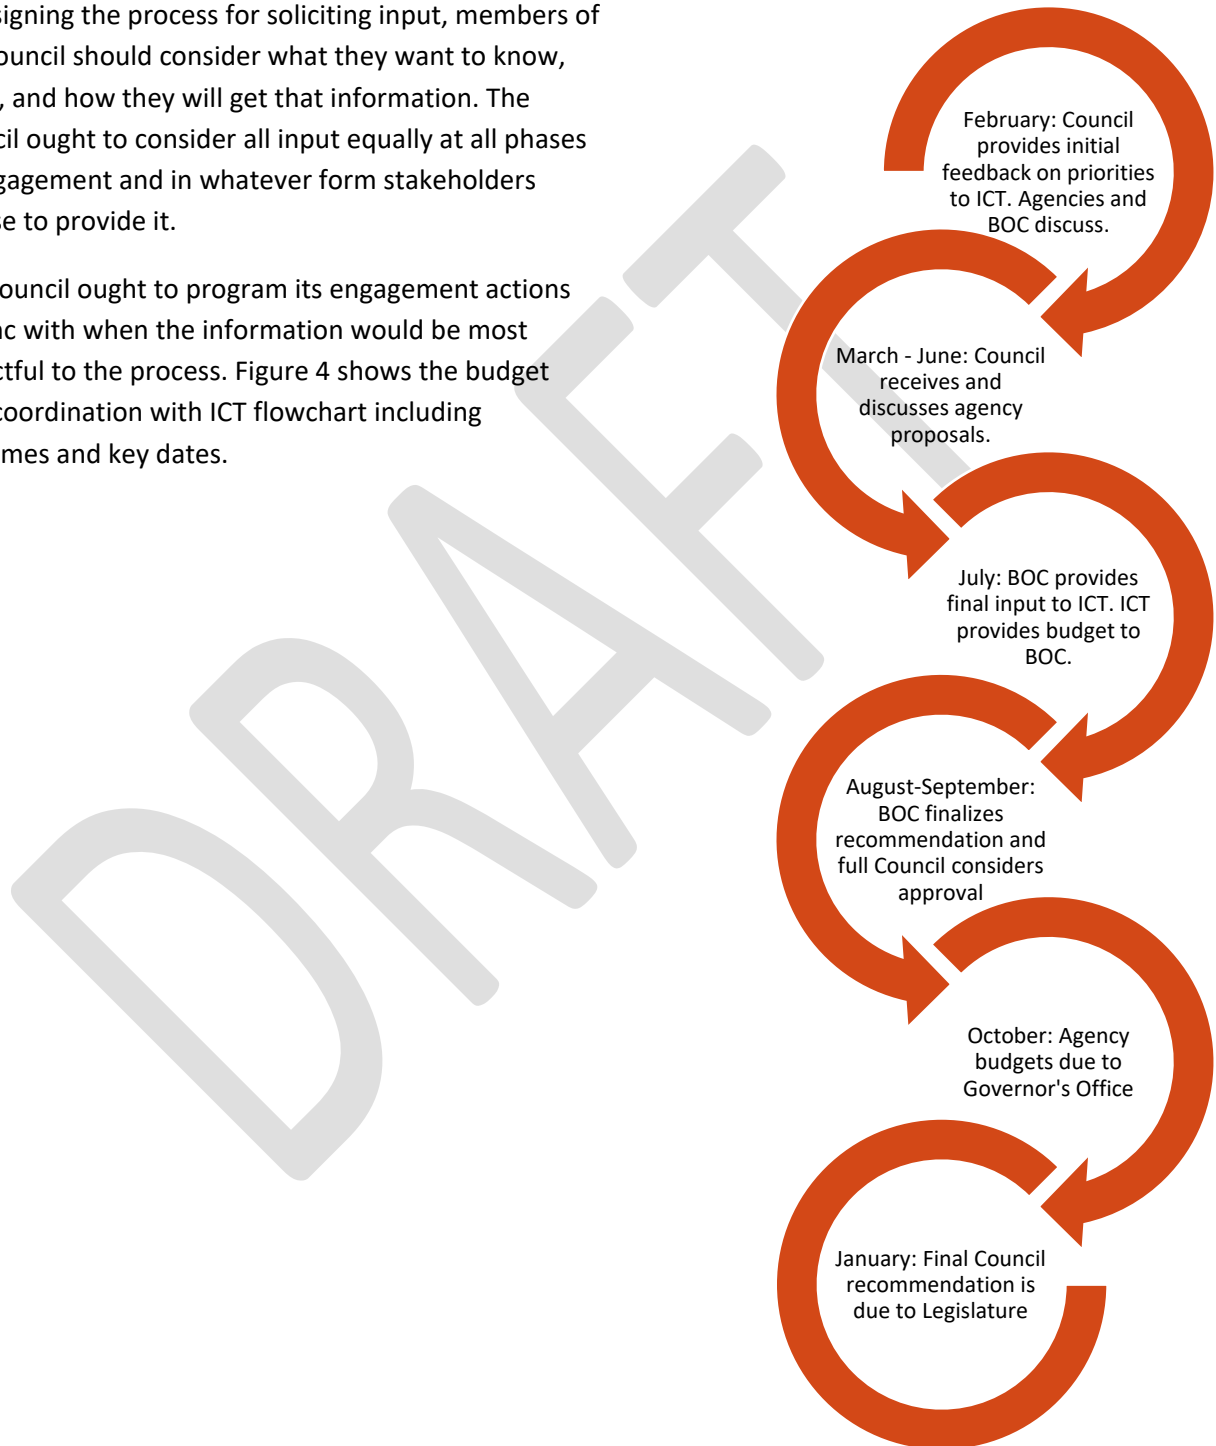 signing the process for soliciting input, members of
ouncil should consider what they want to know,
, and how they will get that information. The
cil ought to consider all input equally at all phases
gagement and in whatever form stakeholders
se to provide it.
ouncil ought to program its engagement actions
nc with when the information would be most
ctful to the process. Figure 4 shows the budget
coordination with ICT flowchart including
mes and key dates.
DRAFT
February: Council
provides initial
feedback on priorities
to ICT. Agencies and
BOC discuss.
March - June: Council
receives and
discusses agency
proposals.
July: BOC provides
final input to ICT. ICT
provides budget to
BOC.
August-September:
BOC finalizes
recommendation and
full Council considers
approval
October: Agency
budgets due to
Governor's Office
January: Final Council
recommendation is
due to Legislature